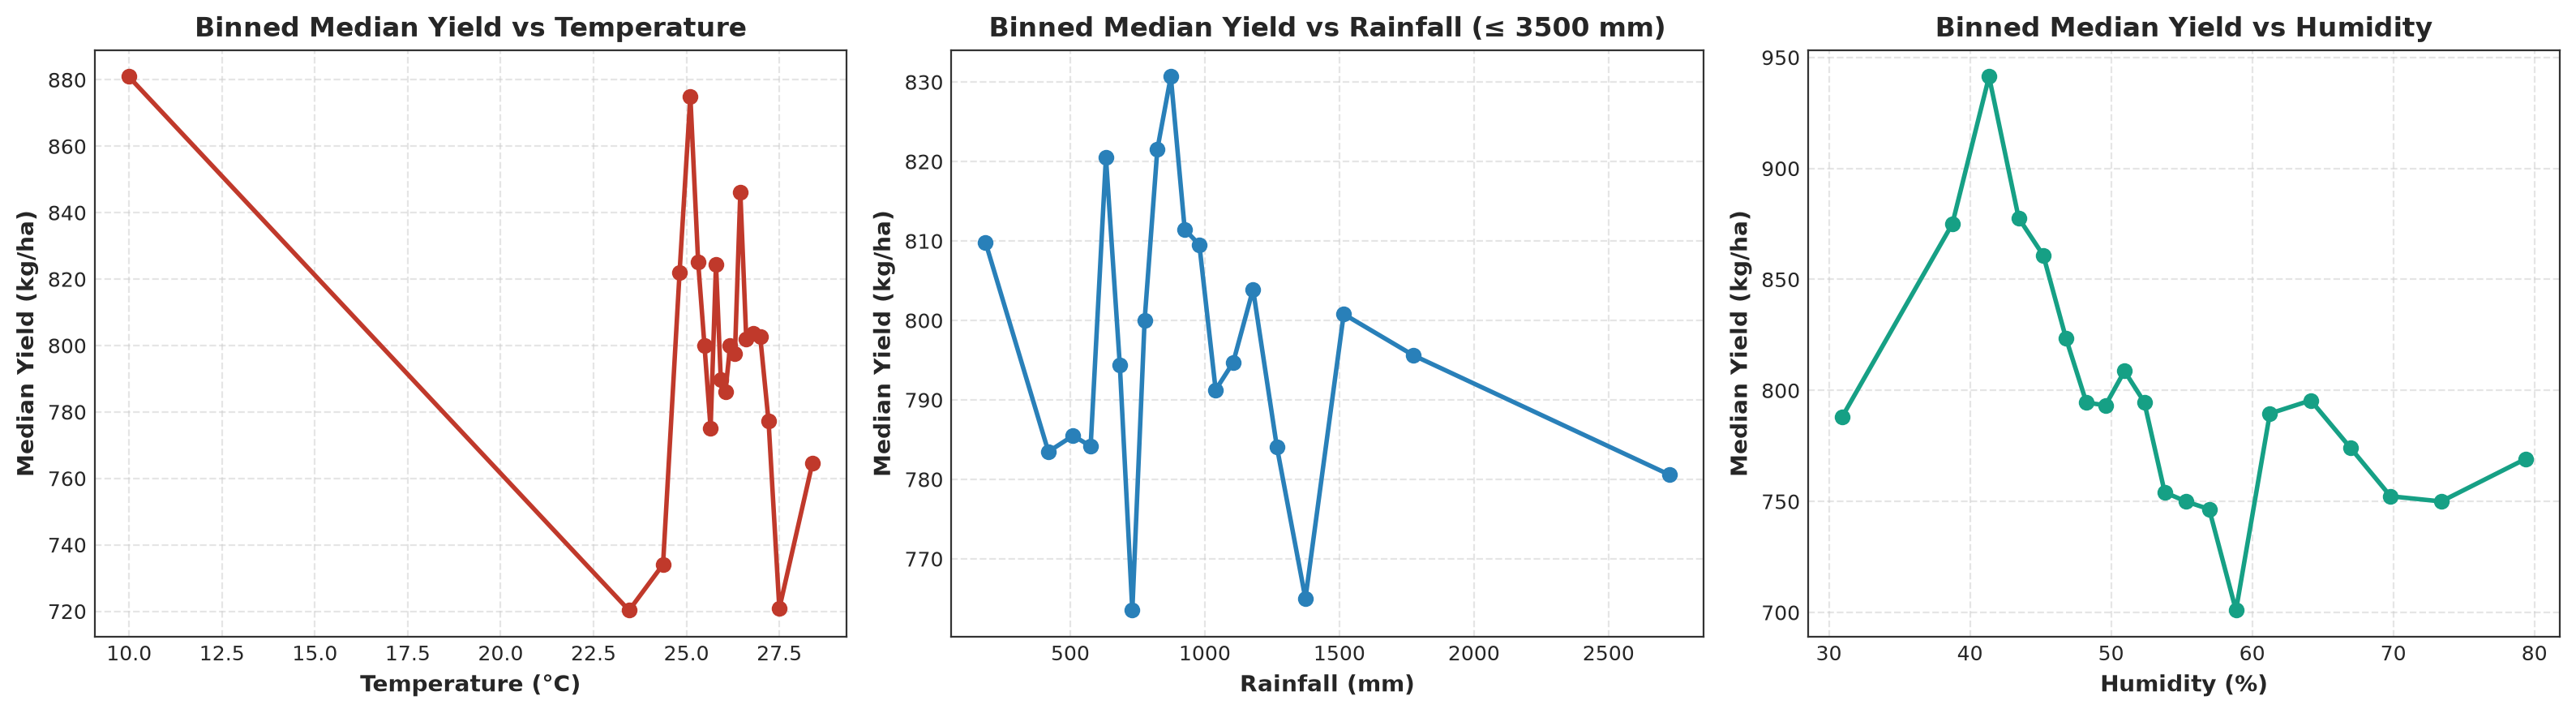 Binned Median Yield vs Temperature
Median Yield (kg/ha)
880
860
840
820
800
780
760
740
720
10.0 12.5 15.0 17.5 20.0 22.5 25.0 27.5
Temperature (°C)
Binned Median Yield vs Rainfall (≤ 3500 mm)
Median Yield (kg/ha)
830
820
810
800
790
780
770
500 1000 1500 2000 2500
Rainfall (mm)
Binned Median Yield vs Humidity
Median Yield (kg/ha)
950
900
850
800
750
700
30 40 50 60 70 80
Humidity (%)